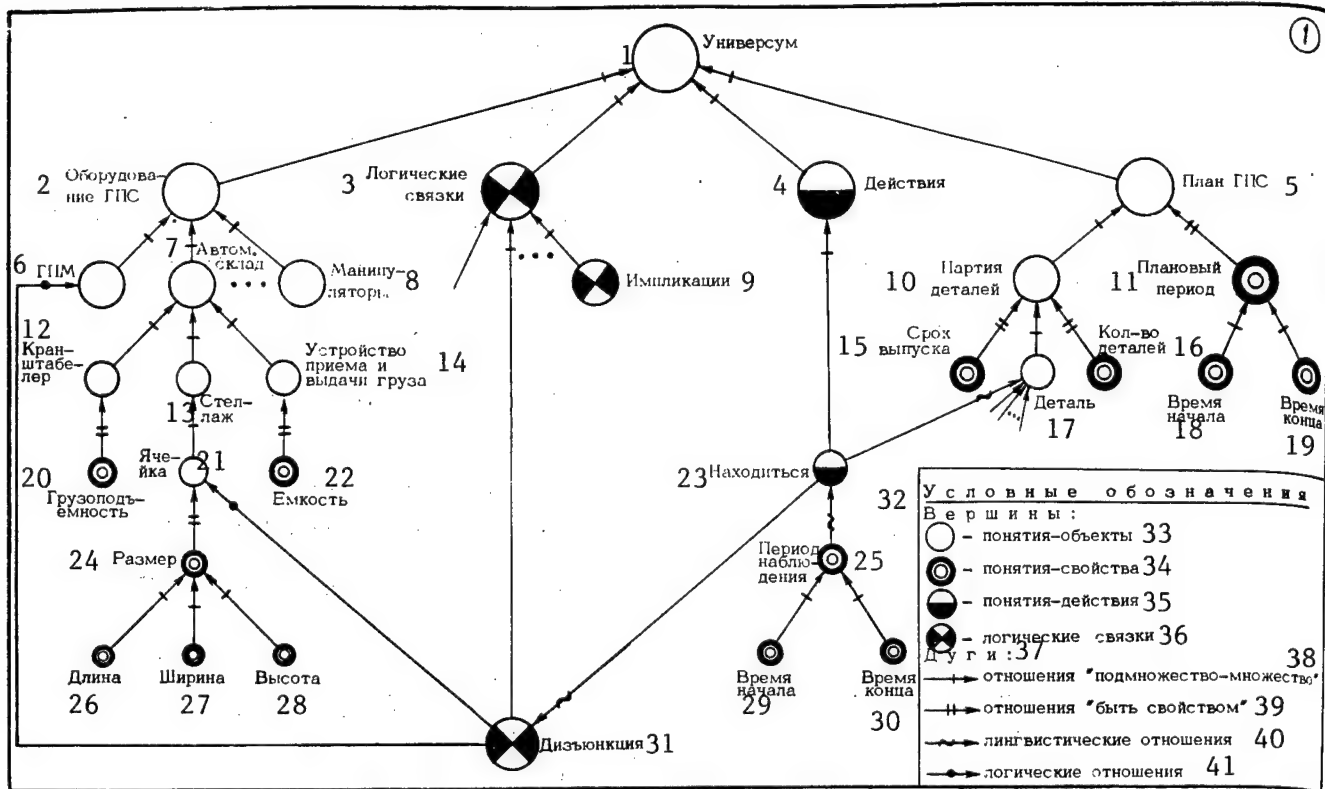 1
Универсум
1
2 Оборудова-
ние ГПС
3 Логические
связки
4 Действия
План ГПС 5
6 ГПМ
7 Автом.
склад
Манипу-
ляторы 8
Импликации 9
10 Партия
деталей
11 Плановый
период
12
Кран-
штабе-
лер
13 Стел-
лаж
Устройство
приема и
выдачи груза
14
15 Срок
выпуска
Кол-во
деталей 16
Деталь
17
Время
начала
18
Время
конца
19
20
Грузоподъ-
емность
Яче-
йка 21
22
Емкость
23 Находиться
24 Размер
Период
наблю-
дения
25
Длина
26
Ширина
27
Высота
28
Время
начала
29
Время
конца
30
Дизъюнкция 31
32
Условные обозначения
Вершины:
– понятия-объекты 33
– понятия-свойства 34
– понятия-действия 35
– логические связки 36
Други: 37
38
отношения "подмножество-множество"
отношения "быть свойством" 39
лингвистические отношения 40
логические отношения 41